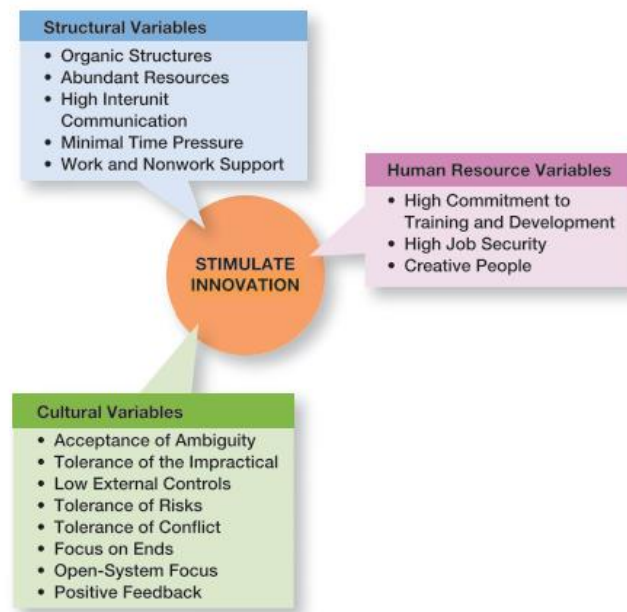 Structural Variables
• Organic Structures
• Abundant Resources
• High Interunit
Communication
• Minimal Time Pressure
• Work and Nonwork Support
Human Resource Variables
• High Commitment to
Training and Development
• High Job Security
• Creative People
STIMULATE
INNOVATION
Cultural Variables
• Acceptance of Ambiguity
• Tolerance of the Impractical
• Low External Controls
• Tolerance of Risks
• Tolerance of Conflict
• Focus on Ends
• Open-System Focus
• Positive Feedback